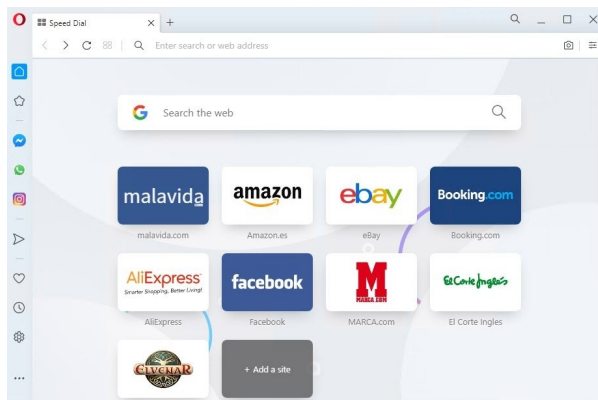 Speed Dial
Enter search or web address
Search the web
malavida
amazon
ebay
Booking.com
malavida.com
Amazon.es
eBay
Booking.com
AliExpress
Smarter Shopping, Better Living!
facebook
M
MARCA.COM
El Corte Inglés
AliExpress
Facebook
MARCA.com
El Corte Ingles
ELVENAR
+ Add a site